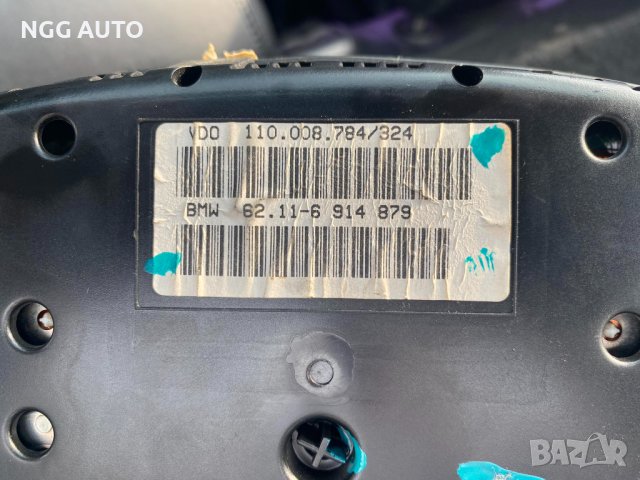 NGG AUTO
VDO 110.008.784/324
BMW 62.11-6 914 879
BAZAR